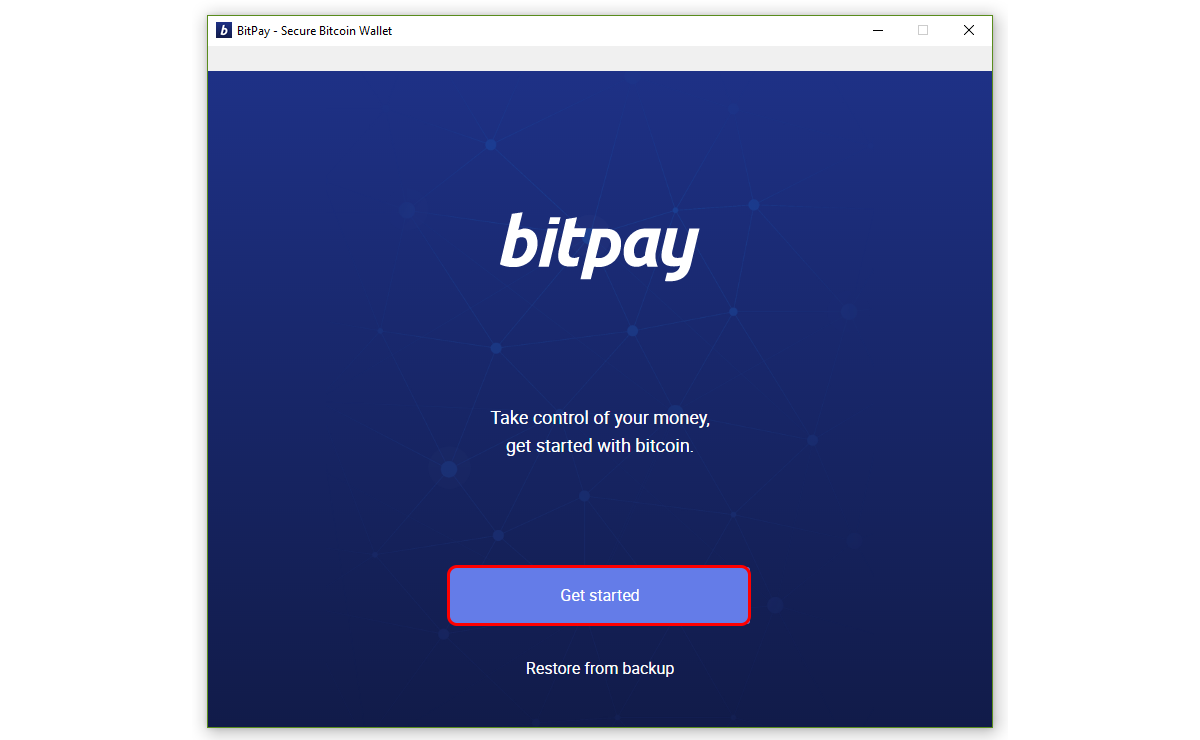 b BitPay - Secure Bitcoin Wallet
bitpay
Take control of your money,
get started with bitcoin.
Get started
Restore from backup